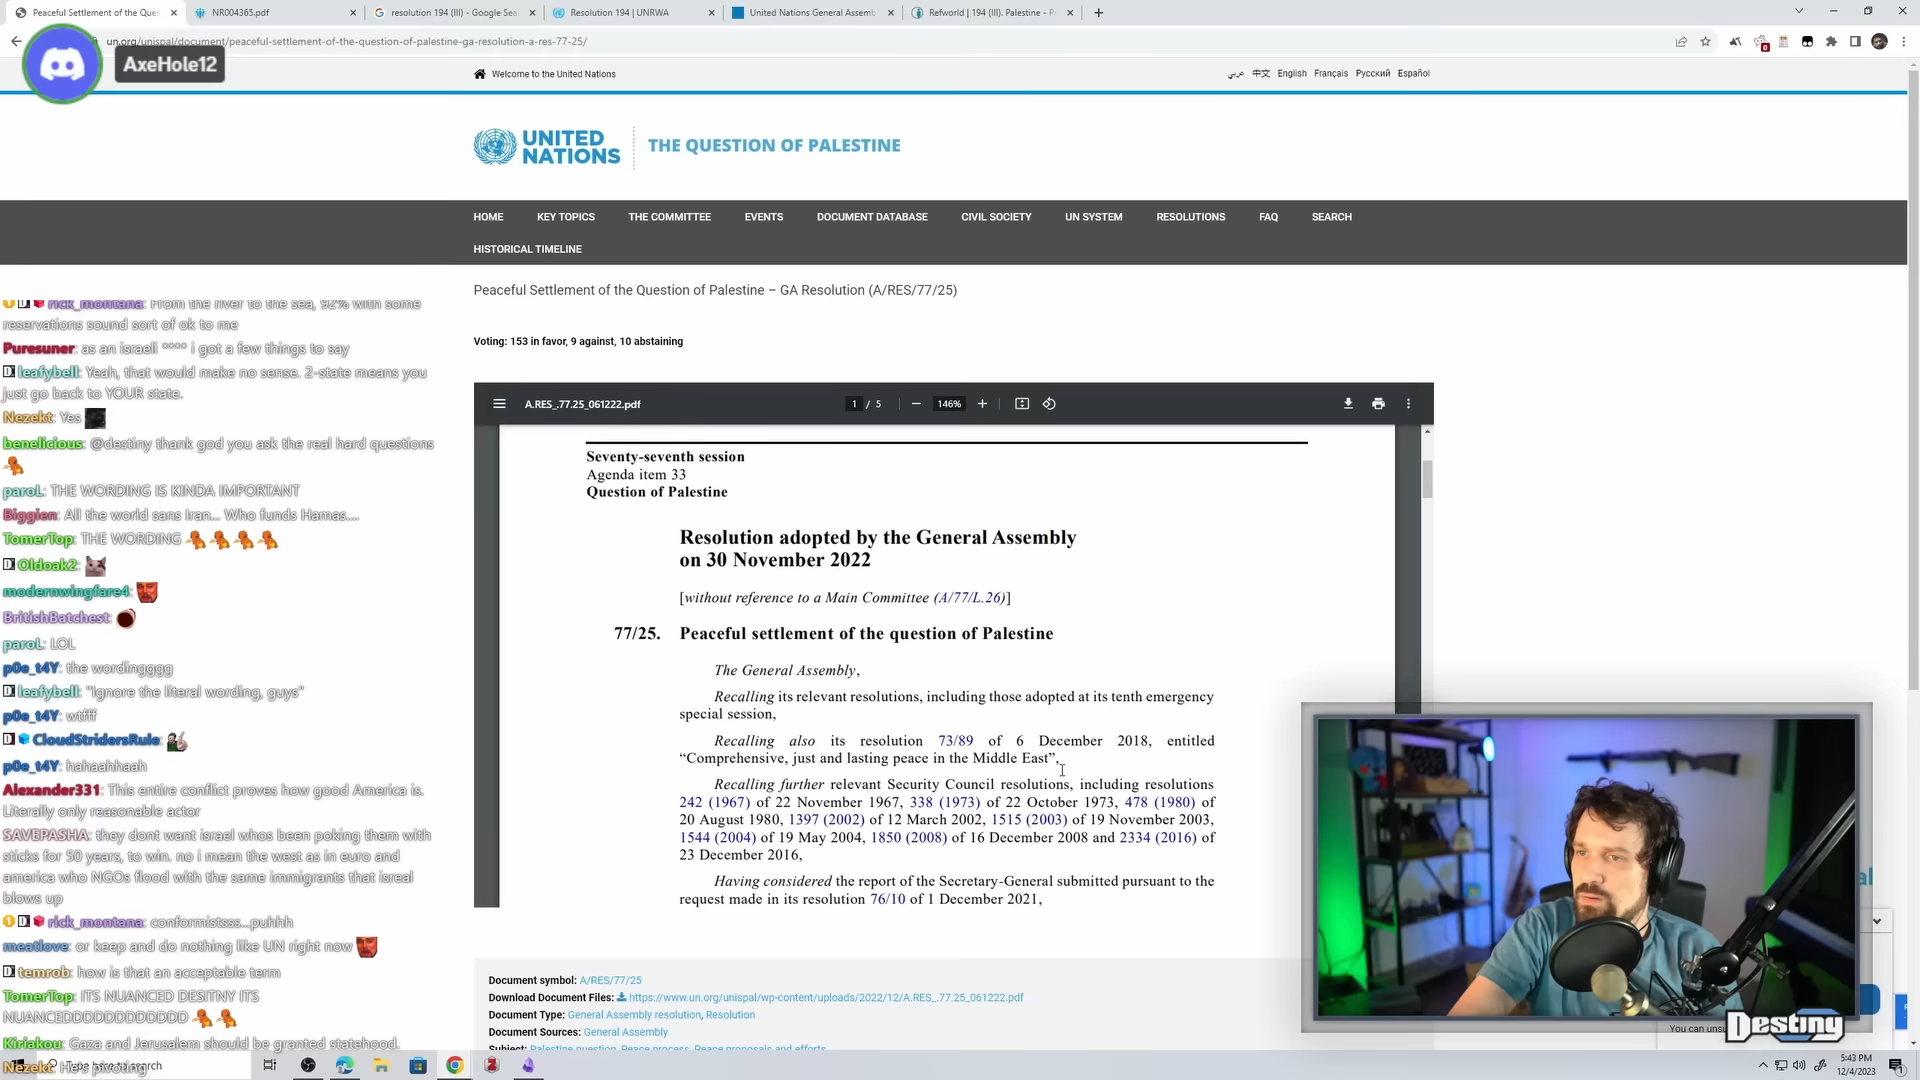 Peaceful Settlement of the Ques
NR004365.pdf
resolution 194 (III) - Google Sea
Resolution 194 | UNRWA
United Nations General Assemb
Refworld | 194 (III). Palestine - P
un.org/unispal/document/peaceful-settlement-of-the-question-of-palestine-ga-resolution-a-res-77-25/
AxeHole12
Welcome to the United Nations
عربي 中文 English Français Русский Español
UNITED
NATIONS
THE QUESTION OF PALESTINE
HOME KEY TOPICS THE COMMITTEE EVENTS DOCUMENT DATABASE CIVIL SOCIETY UN SYSTEM RESOLUTIONS FAQ SEARCH
HISTORICAL TIMELINE
Peaceful Settlement of the Question of Palestine – GA Resolution (A/RES/77/25)
Voting: 153 in favor, 9 against, 10 abstaining
A.RES_.77.25_061222.pdf
1 / 5
146%
Seventy-seventh session
Agenda item 33
Question of Palestine
Resolution adopted by the General Assembly
on 30 November 2022
[without reference to a Main Committee (A/77/L.26)]
77/25. Peaceful settlement of the question of Palestine
The General Assembly,
Recalling its relevant resolutions, including those adopted at its tenth emergency
special session,
Recalling also its resolution 73/89 of 6 December 2018, entitled
“Comprehensive, just and lasting peace in the Middle East”,
Recalling further relevant Security Council resolutions, including resolutions
242 (1967) of 22 November 1967, 338 (1973) of 22 October 1973, 478 (1980) of
20 August 1980, 1397 (2002) of 12 March 2002, 1515 (2003) of 19 November 2003,
1544 (2004) of 19 May 2004, 1850 (2008) of 16 December 2008 and 2334 (2016) of
23 December 2016,
Having considered the report of the Secretary-General submitted pursuant to the
request made in its resolution 76/10 of 1 December 2021,
Document symbol: A/RES/77/25
Download Document Files: https://www.un.org/unispal/wp-content/uploads/2022/12/A.RES_.77.25_061222.pdf
Document Type: General Assembly resolution, Resolution
Document Sources: General Assembly
Subject: Palestine question, Peace process, Peace proposals and efforts
rick_montana: From the river to the sea, 92% with some
reservations sound sort of ok to me
Puresuner: as an israeli **** i got a few things to say
leafybell: Yeah, that would make no sense. 2-state means you
just go back to YOUR state.
Nezekt: Yes
benelicious: @destiny thank god you ask the real hard questions
paroL: THE WORDING IS KINDA IMPORTANT
Biggien: All the world sans Iran... Who funds Hamas....
TomerTop: THE WORDING
Oldoak2:
modernwingfare4:
BritishBatchest:
paroL: LOL
p0e_t4Y: the wordingggg
leafybell: "Ignore the literal wording, guys"
p0e_t4Y: wtfff
CloudStridersRule:
p0e_t4Y: hahaahhaah
Alexander331: This entire conflict proves how good America is.
Literally only reasonable actor
SAVEPASHA: they dont want israel whos been poking them with
sticks for 50 years, to win. no i mean the west as in euro and
america who NGOs flood with the same immigrants that isreal
blows up
rick_montana: conformistsss...puhhh
meatlove: or keep and do nothing like UN right now
temrob: how is that an acceptable term
TomerTop: ITS NUANCED DESITNY ITS
NUANCEDDDDDDDDDDDD
Kiriakou: Gaza and Jerusalem should be granted statehood.
Nezekt: He's pivoting
You can uns
Destiny
5:43 PM
12/4/2023